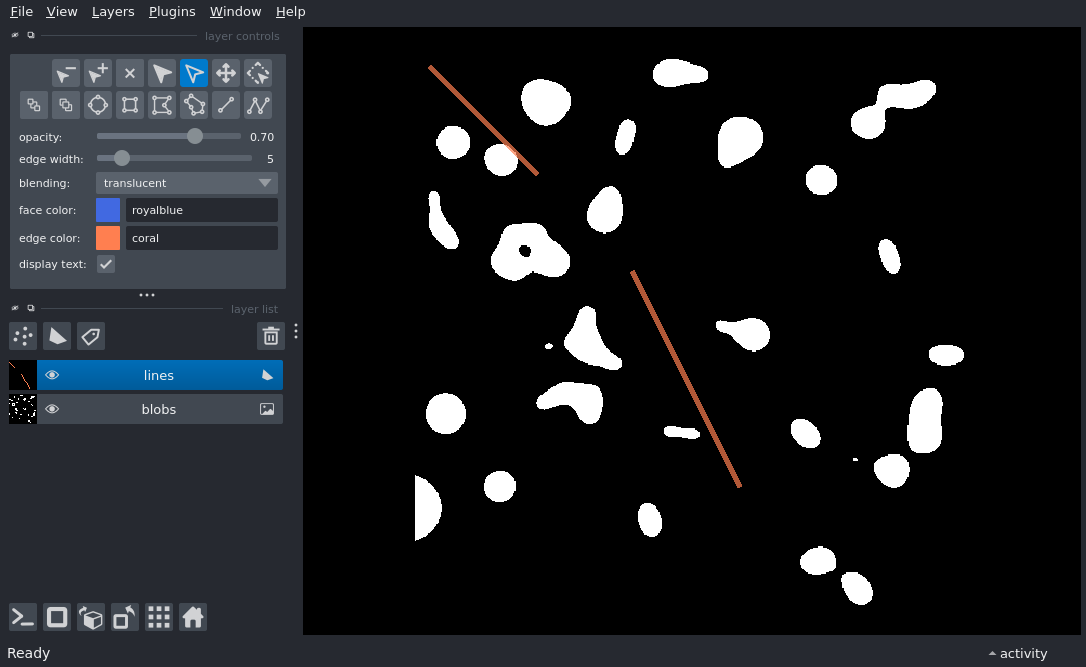 File View Layers Plugins Window Help
layer controls
opacity: 0.70
edge width: 5
blending: translucent
face color: royalblue
edge color: coral
display text:
layer list
lines
blobs
Ready
activity